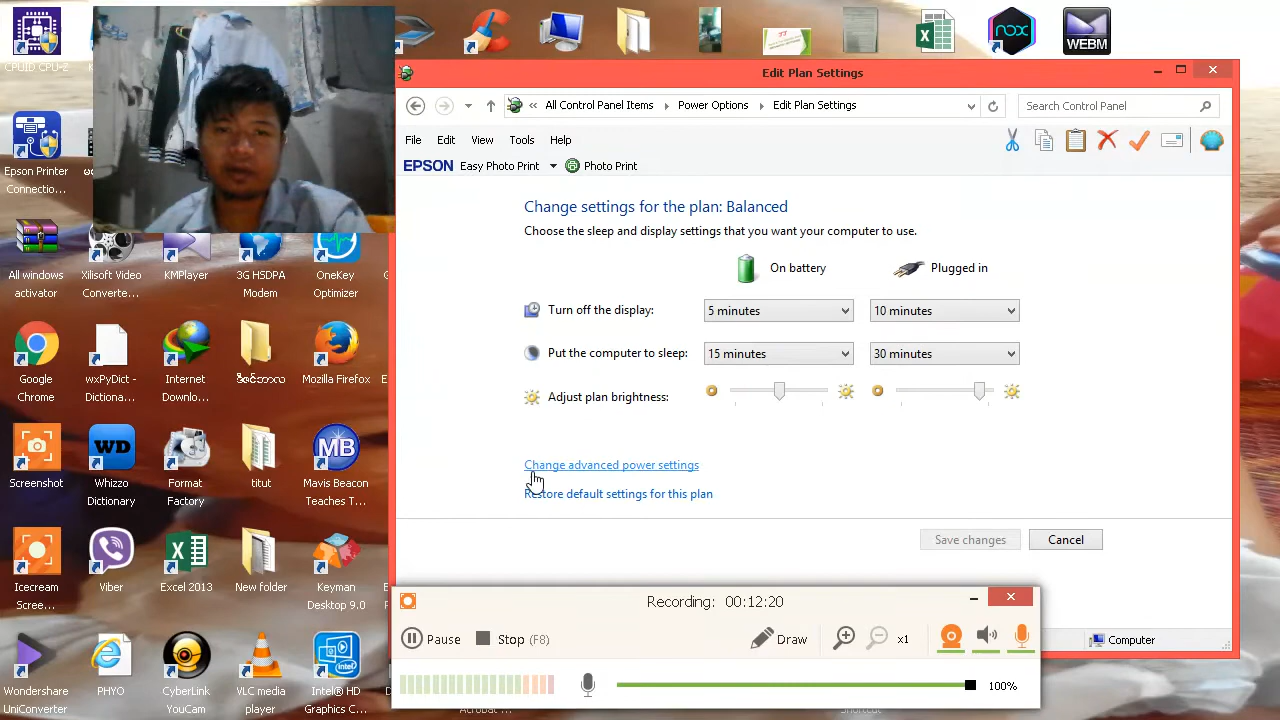 CPUID CPU-Z
WEBM
nox
Edit Plan Settings
« All Control Panel Items Power Options Edit Plan Settings
Search Control Panel
File Edit View Tools Help
EPSON Easy Photo Print Photo Print
Change settings for the plan: Balanced
Choose the sleep and display settings that you want your computer to use.
On battery Plugged in
Turn off the display: 5 minutes 10 minutes
Put the computer to sleep: 15 minutes 30 minutes
Adjust plan brightness:
Change advanced power settings
Restore default settings for this plan
Save changes Cancel
Computer
Recording: 00:12:20
Pause Stop (F8) Draw x1
100%
Epson Printer
Connectio...
All windows
activator
Xilisoft Video
Converte...
KMPlayer
3G HSDPA
Modem
OneKey
Optimizer
Google
Chrome
wxPyDict -
Dictiona...
Internet
Downlo...
Mozilla Firefox
Screenshot
WD
Whizzo
Dictionary
Format
Factory
titut
MB
Mavis Beacon
Teaches T...
Icecream
Scree...
Viber
Excel 2013
New folder
Keyman
Desktop 9.0
Wondershare
UniConverter
PHYO
CyberLink
YouCam
VLC media
player
intel
Intel® HD
Graphics C...